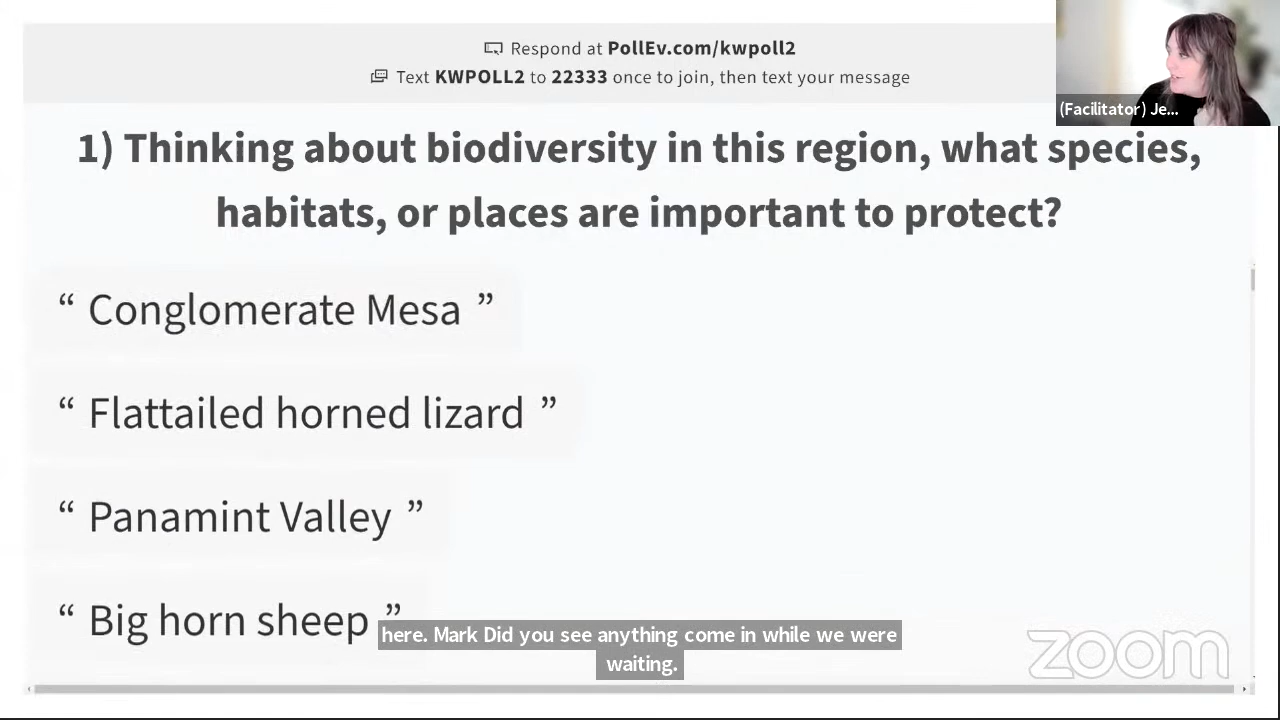 Respond at PollEv.com/kwpoll2
Text KWPOLL2 to 22333 once to join, then text your message
(Facilitator) Je...
1) Thinking about biodiversity in this region, what species,
habitats, or places are important to protect?
“ Conglomerate Mesa ”
“ Flattailed horned lizard ”
“ Panamint Valley ”
“ Big horn sheep ”
here. Mark Did you see anything come in while we were
waiting.
zoom